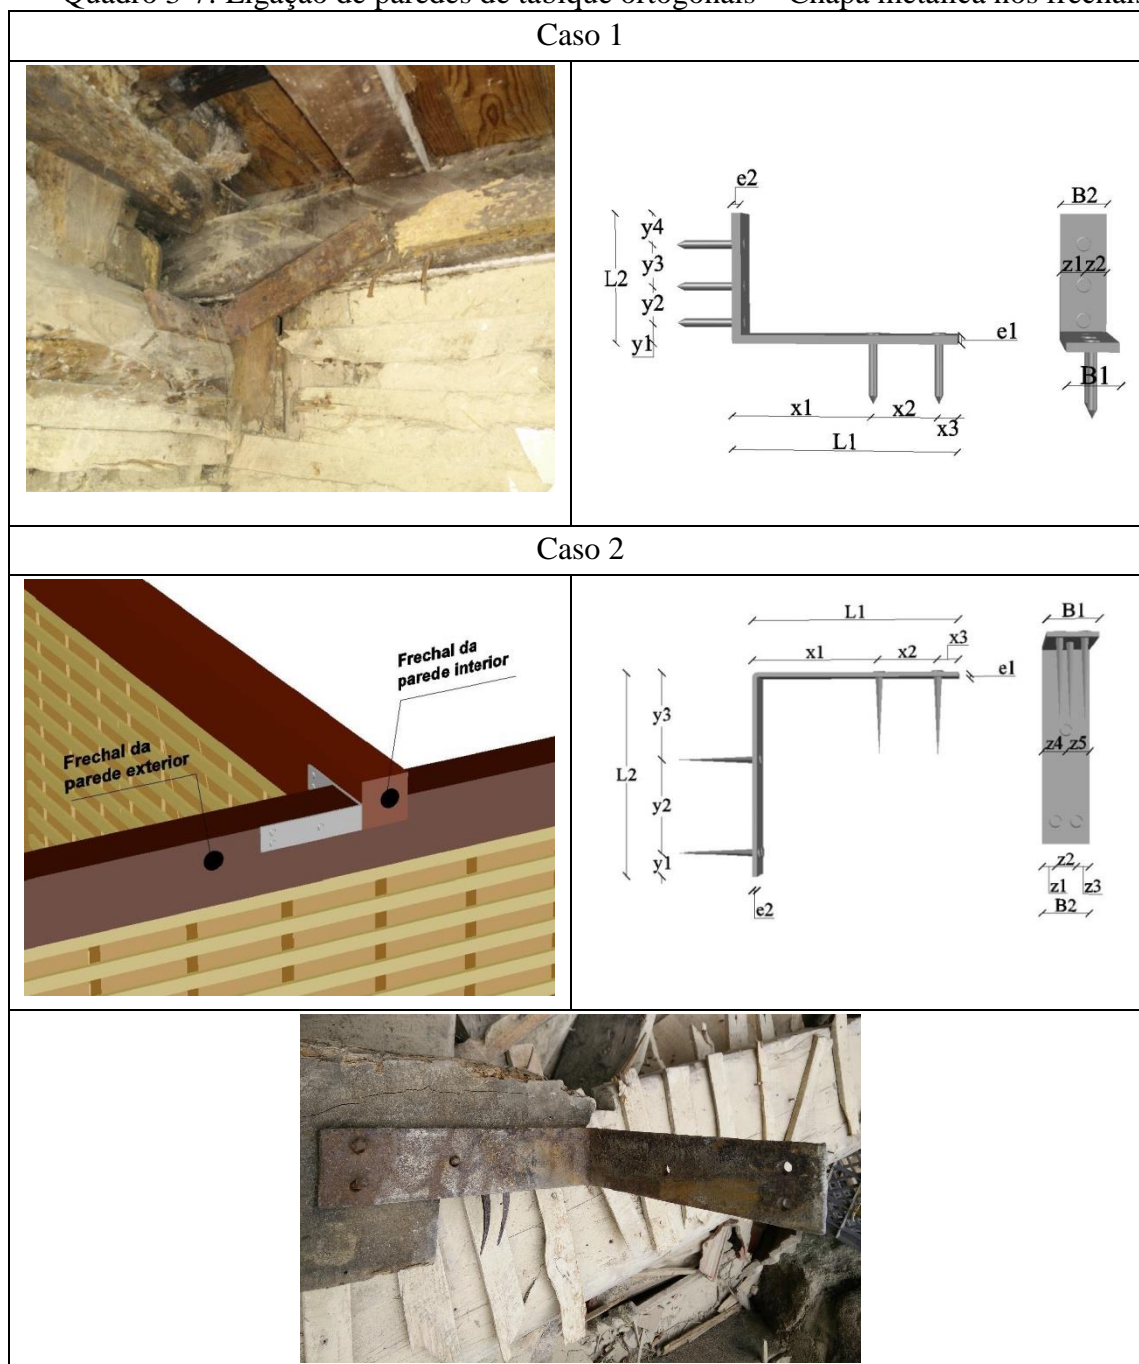 Quadro 3-7: Ligação de paredes de tabique ortogonais – Chapa metálica nos frechais
Caso 1
e2
B2
y4
y3
L2
y2
y1
z1 z2
e1
B1
x1
x2
x3
L1
Caso 2
Frechal da
parede interior
Frechal da
parede exterior
L1
B1
x3
x1
x2
e1
y3
L2
y2
y1
e2
z4
z5
z2
z1
z3
B2